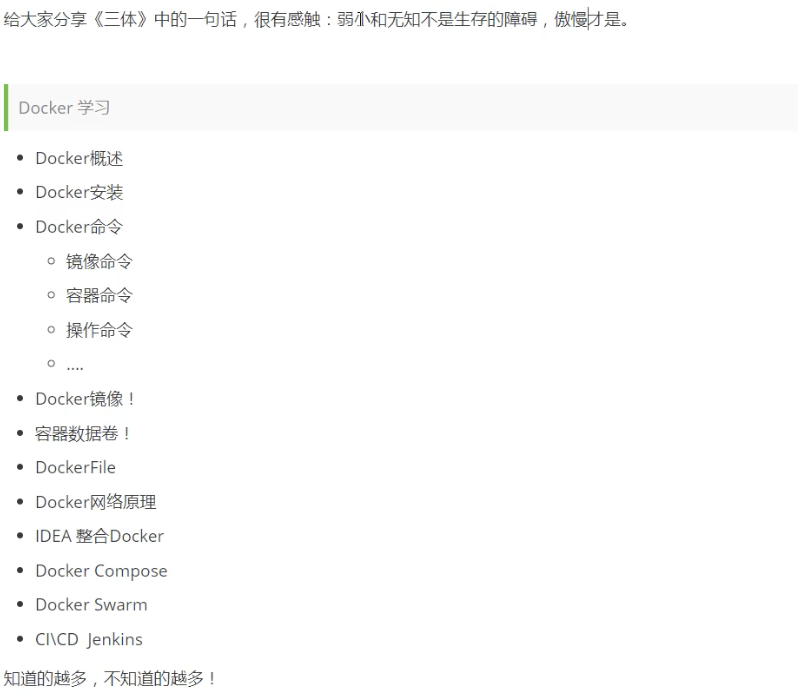 给大家分享《三体》中的一句话，很有感触：弱小和无知不是生存的障碍，傲慢才是。
Docker 学习
Docker概述
Docker安装
Docker命令
镜像命令
容器命令
操作命令
....
Docker镜像！
容器数据卷！
DockerFile
Docker网络原理
IDEA 整合Docker
Docker Compose
Docker Swarm
CI\CD Jenkins
知道的越多，不知道的越多！